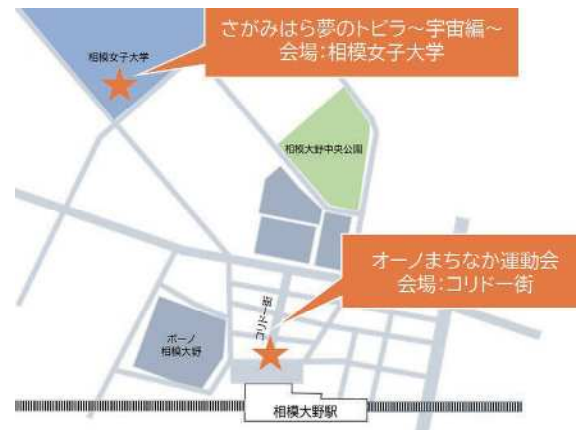 さがみはら夢のトビラ～宇宙編～
会場：相模女子大学
相模女子大学
相模大野中央公園
オーノまちなか運動会
会場：コリドー街
コリドー街
ボーノ
相模大野
相模大野駅